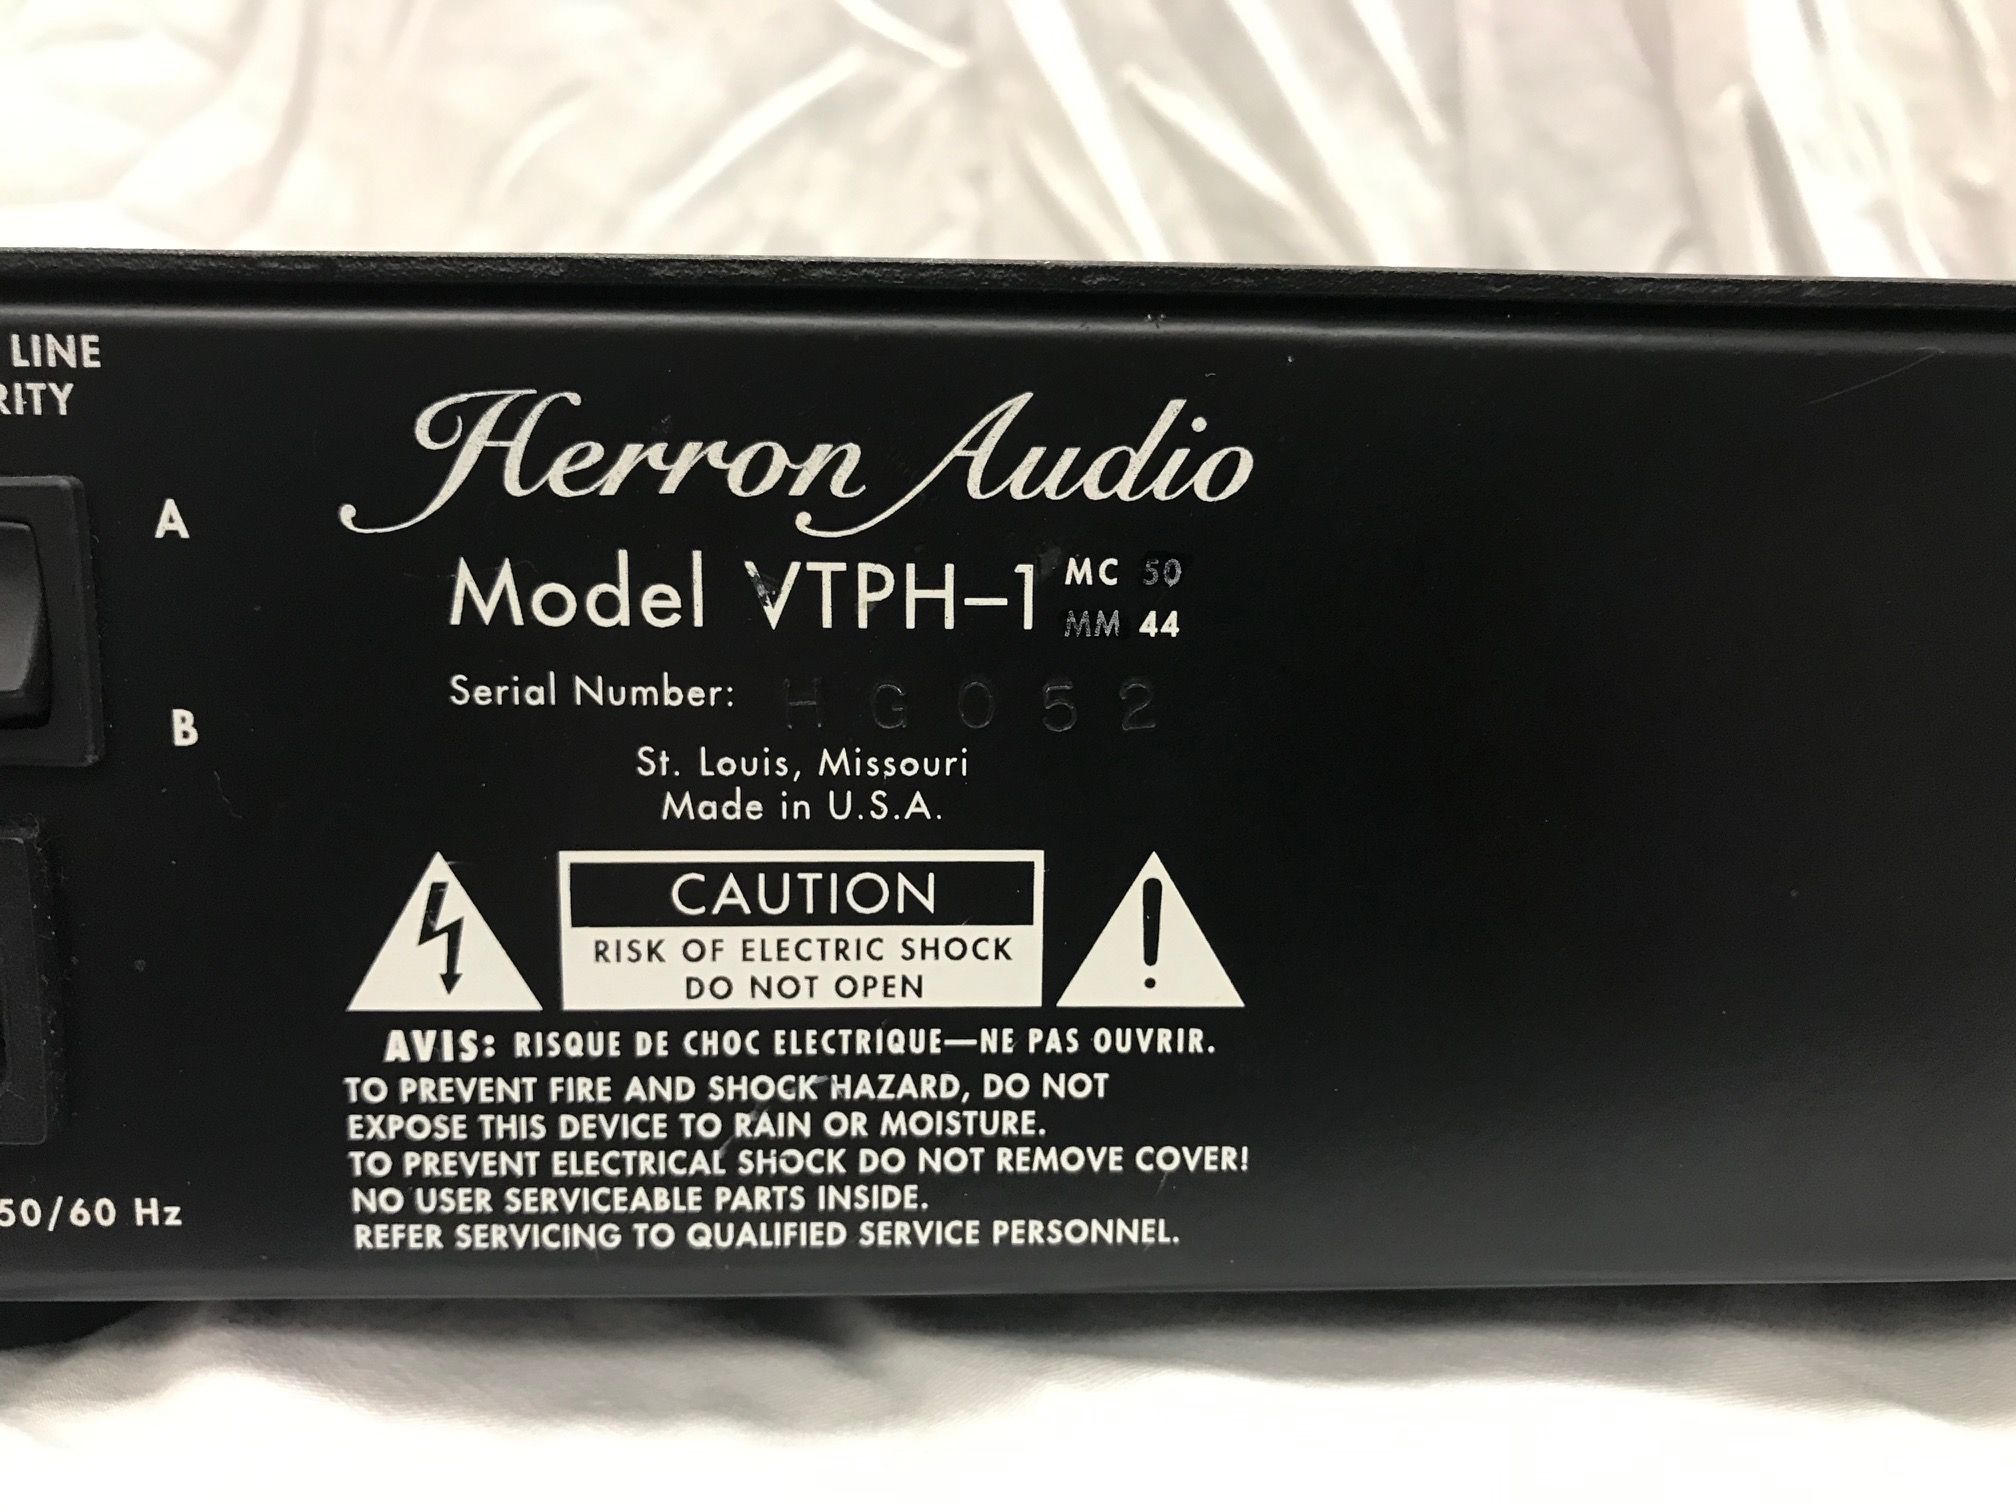 LINE
RITY
A
B
50/60 Hz
Herron Audio
Model VTPH–1 MC 50
MM 44
Serial Number: HG052
St. Louis, Missouri
Made in U.S.A.
CAUTION
RISK OF ELECTRIC SHOCK
DO NOT OPEN
AVIS: RISQUE DE CHOC ELECTRIQUE—NE PAS OUVRIR.
TO PREVENT FIRE AND SHOCK HAZARD, DO NOT
EXPOSE THIS DEVICE TO RAIN OR MOISTURE.
TO PREVENT ELECTRICAL SHOCK DO NOT REMOVE COVER!
NO USER SERVICEABLE PARTS INSIDE.
REFER SERVICING TO QUALIFIED SERVICE PERSONNEL.